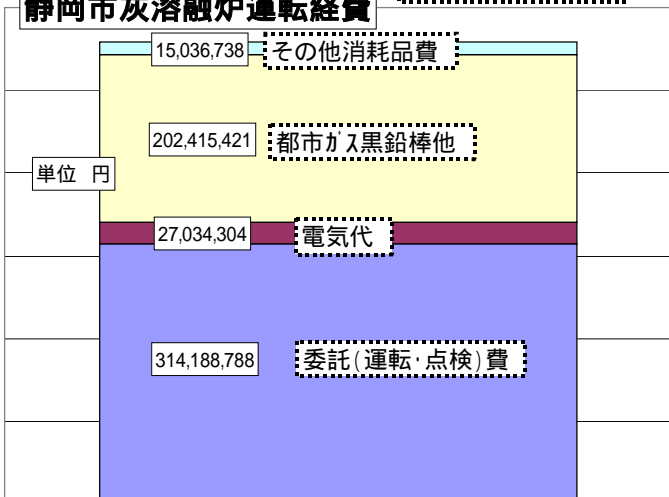 静岡市灰溶融炉運転経費
15,036,738 その他消耗品費
202,415,421 都市ガス黒鉛棒他
単位 円
27,034,304 電気代
314,188,788 委託(運転･点検)費